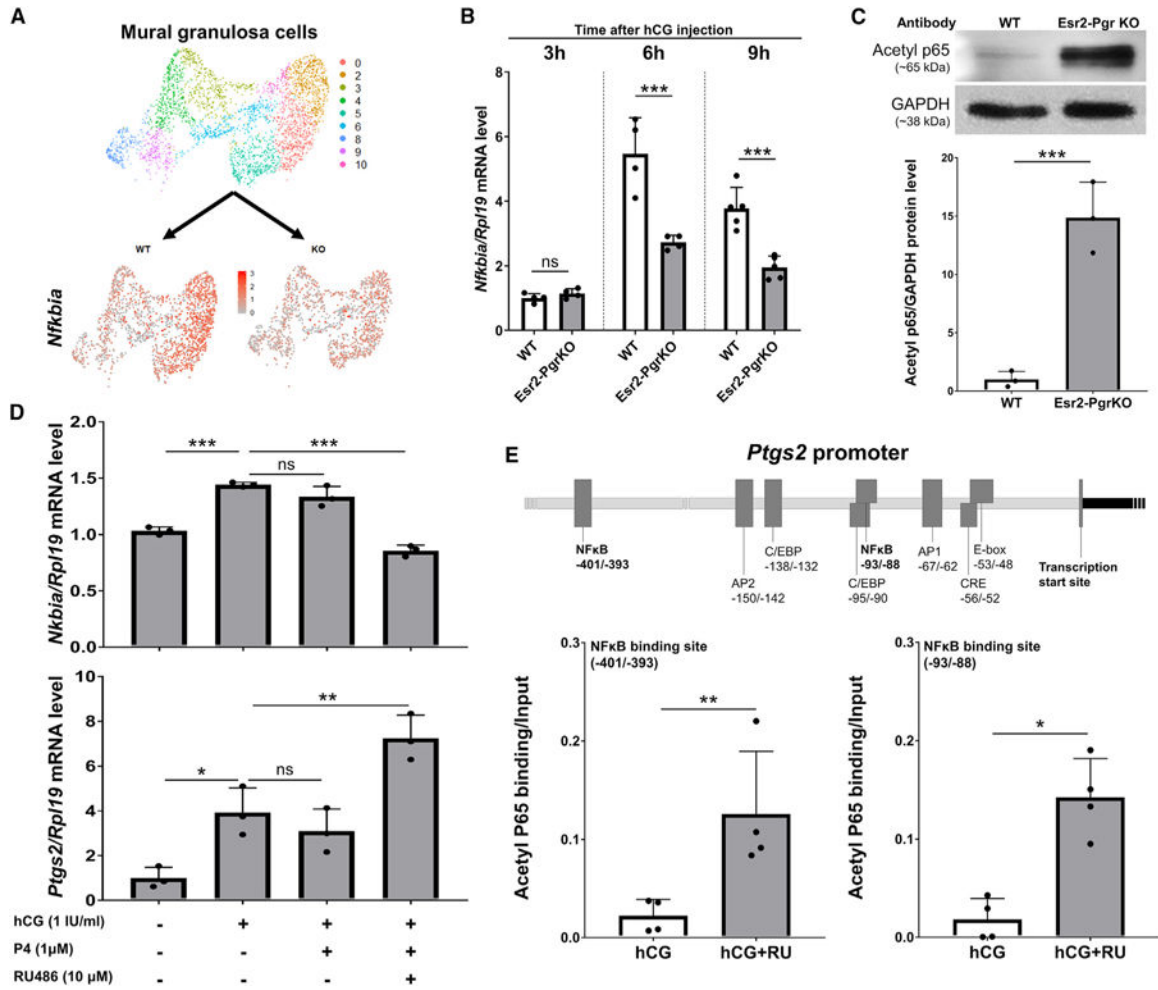 A
Mural granulosa cells
0
2
3
4
5
6
8
9
10
WT
KO
3
2
1
0
Nfkbia
B
Time after hCG injection
3h
6h
9h
Nfkbia/Rpl19 mRNA level
8
6
4
2
0
ns
***
***
WT
Esr2-PgrKO
WT
Esr2-PgrKO
WT
Esr2-PgrKO
C
Antibody
WT
Esr2-Pgr KO
Acetyl p65
(~65 kDa)
GAPDH
(~38 kDa)
Acetyl p65/GAPDH protein level
20
15
10
5
0
***
WT
Esr2-PgrKO
D
Nkbia/Rpl19 mRNA level
2.0
1.5
1.0
0.5
0.0
***
***
ns
Ptgs2/Rpl19 mRNA level
10
8
6
4
2
0
*
**
ns
hCG (1 IU/ml) - + + +
P4 (1µM) - - + +
RU486 (10 µM) - - - +
E
Ptgs2 promoter
NFκB
-401/-393
AP2
-150/-142
C/EBP
-138/-132
C/EBP
-95/-90
NFκB
-93/-88
AP1
-67/-62
CRE
-56/-52
E-box
-53/-48
Transcription
start site
NFκB binding site
(-401/-393)
Acetyl P65 binding/Input
0.3
0.2
0.1
0.0
**
hCG
hCG+RU
NFκB binding site
(-93/-88)
Acetyl P65 binding/Input
0.3
0.2
0.1
0.0
*
hCG
hCG+RU